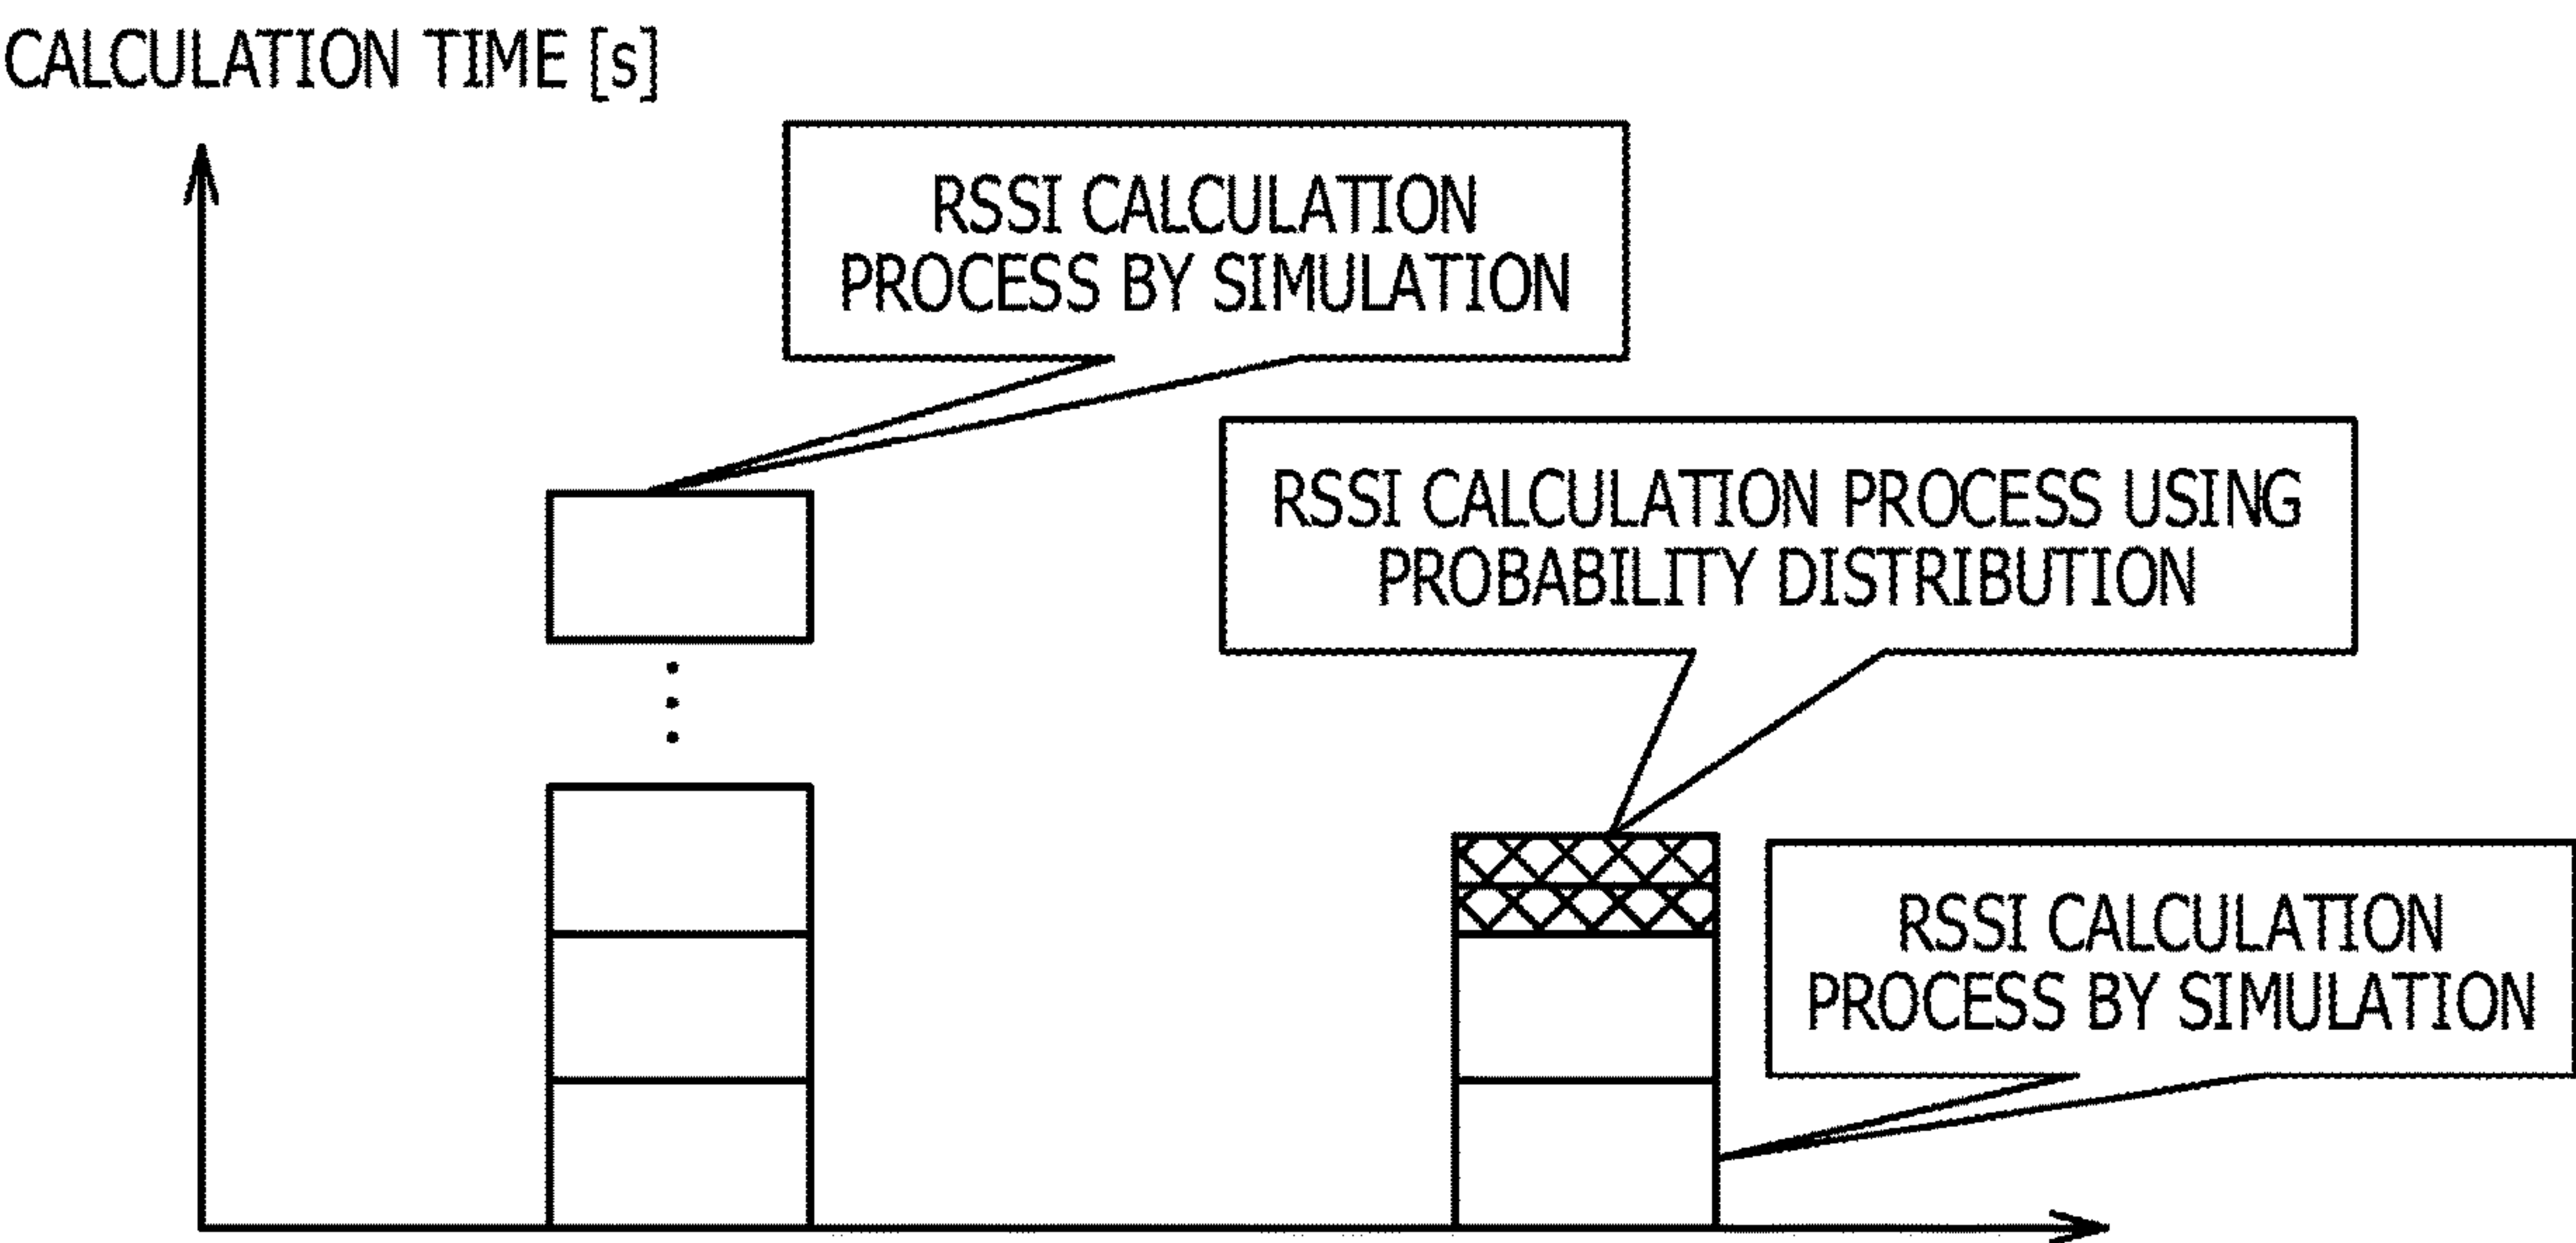 CALCULATION TIME [s]
RSSI CALCULATION
PROCESS BY SIMULATION
RSSI CALCULATION PROCESS USING
PROBABILITY DISTRIBUTION
RSSI CALCULATION
PROCESS BY SIMULATION